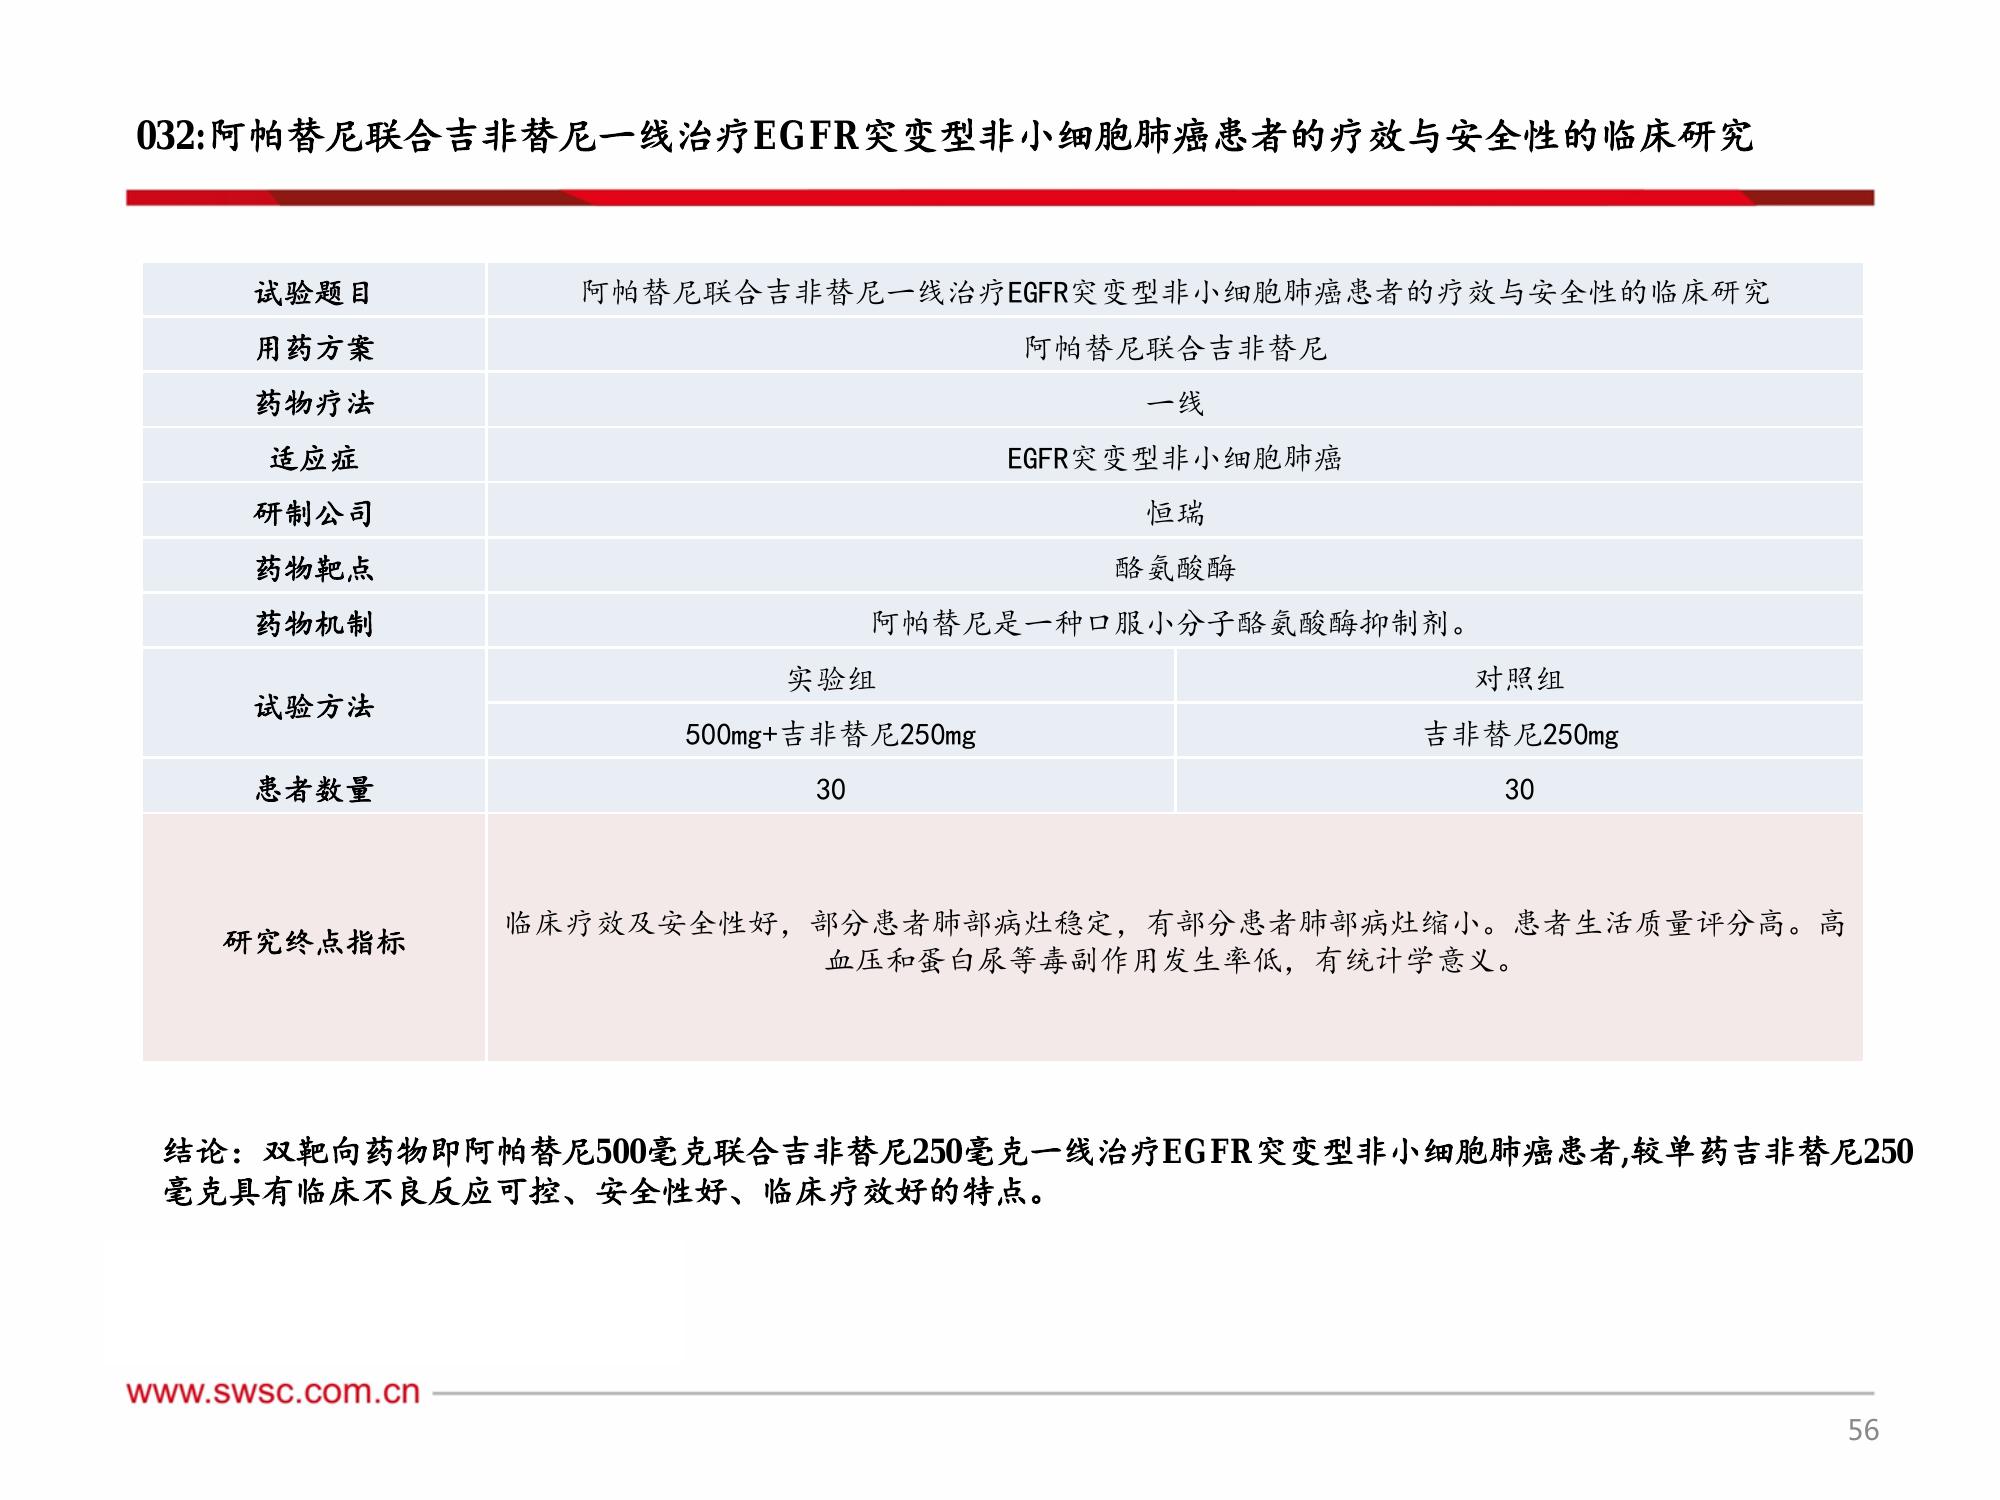 032:阿帕替尼联合吉非替尼一线治疗EGFR突变型非小细胞肺癌患者的疗效与安全性的临床研究
试验题目 阿帕替尼联合吉非替尼一线治疗EGFR突变型非小细胞肺癌患者的疗效与安全性的临床研究
用药方案 阿帕替尼联合吉非替尼
药物疗法 一线
适应症 EGFR突变型非小细胞肺癌
研制公司 恒瑞
药物靶点 酪氨酸酶
药物机制 阿帕替尼是一种口服小分子酪氨酸酶抑制剂。
试验方法 实验组 对照组
500mg+吉非替尼250mg 吉非替尼250mg
患者数量 30 30
研究终点指标 临床疗效及安全性好，部分患者肺部病灶稳定，有部分患者肺部病灶缩小。患者生活质量评分高。高
血压和蛋白尿等毒副作用发生率低，有统计学意义。
结论：双靶向药物即阿帕替尼500毫克联合吉非替尼250毫克一线治疗EGFR突变型非小细胞肺癌患者,较单药吉非替尼250
毫克具有临床不良反应可控、安全性好、临床疗效好的特点。
www.swsc.com.cn
56